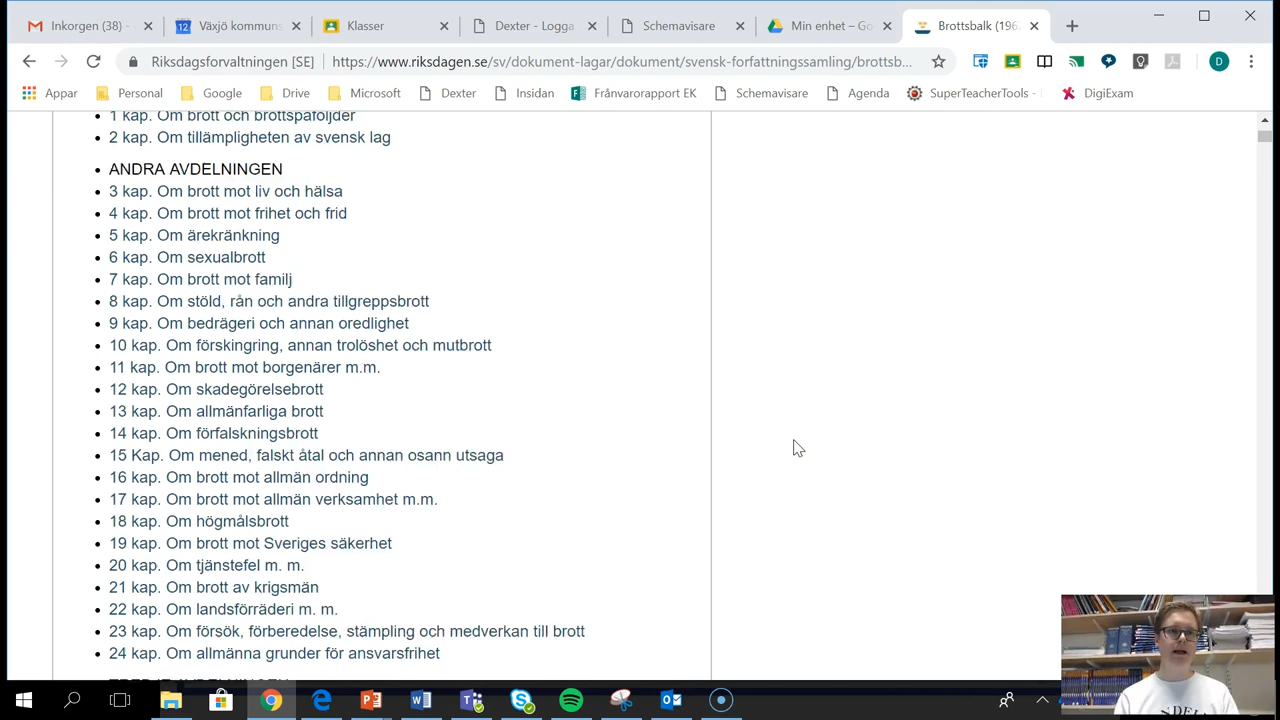 Inkorgen (38) -
Växjö kommuns
Klasser
Dexter - Logga
Schemavisare
Min enhet – Go
Brottsbalk (196
Riksdagsforvaltningen [SE]
https://www.riksdagen.se/sv/dokument-lagar/dokument/svensk-forfattningssamling/brottsb...
D
Appar
Personal
Google
Drive
Microsoft
Dexter
Insidan
Frånvarorapport EK
Schemavisare
Agenda
SuperTeacherTools -
DigiExam
1 kap. Om brott och brottspåföljder
2 kap. Om tillämpligheten av svensk lag
ANDRA AVDELNINGEN
3 kap. Om brott mot liv och hälsa
4 kap. Om brott mot frihet och frid
5 kap. Om ärekränkning
6 kap. Om sexualbrott
7 kap. Om brott mot familj
8 kap. Om stöld, rån och andra tillgreppsbrott
9 kap. Om bedrägeri och annan oredlighet
10 kap. Om förskingring, annan trolöshet och mutbrott
11 kap. Om brott mot borgenärer m.m.
12 kap. Om skadegörelsebrott
13 kap. Om allmänfarliga brott
14 kap. Om förfalskningsbrott
15 Kap. Om mened, falskt åtal och annan osann utsaga
16 kap. Om brott mot allmän ordning
17 kap. Om brott mot allmän verksamhet m.m.
18 kap. Om högmålsbrott
19 kap. Om brott mot Sveriges säkerhet
20 kap. Om tjänstefel m. m.
21 kap. Om brott av krigsmän
22 kap. Om landsförräderi m. m.
23 kap. Om försök, förberedelse, stämpling och medverkan till brott
24 kap. Om allmänna grunder för ansvarsfrihet